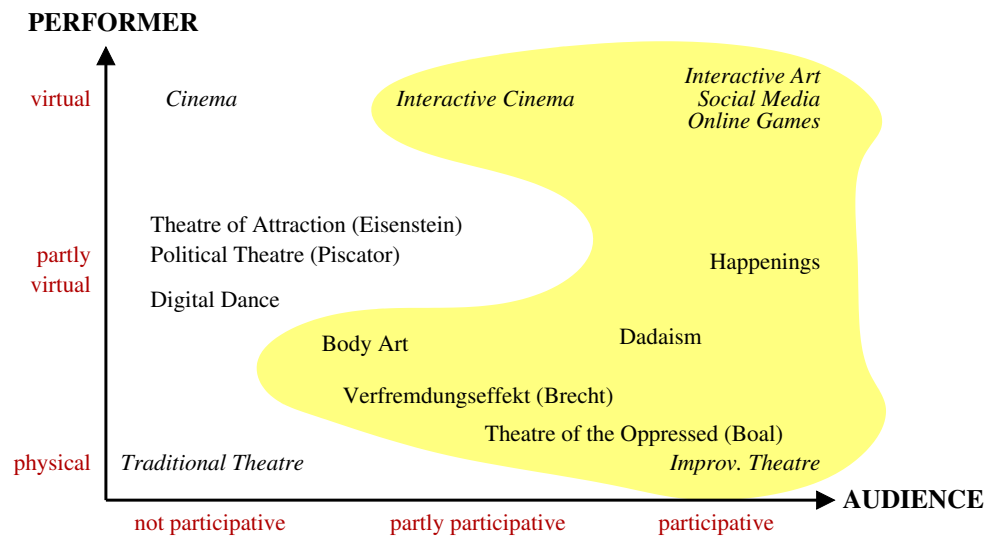 PERFORMER
virtual
Cinema
Interactive Cinema
Interactive Art
Social Media
Online Games
Theatre of Attraction (Eisenstein)
Political Theatre (Piscator)
partly
virtual
Happenings
Digital Dance
Body Art
Dadaism
Verfremdungseffekt (Brecht)
Theatre of the Oppressed (Boal)
physical
Traditional Theatre
Improv. Theatre
AUDIENCE
not participative
partly participative
participative